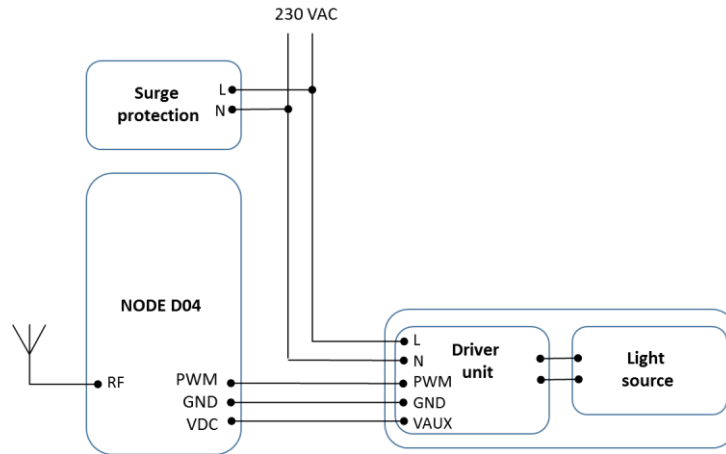 230 VAC
Surge
protection
L
N
NODE D04
RF
PWM
GND
VDC
L
N
PWM
GND
VAUX
Driver
unit
Light
source